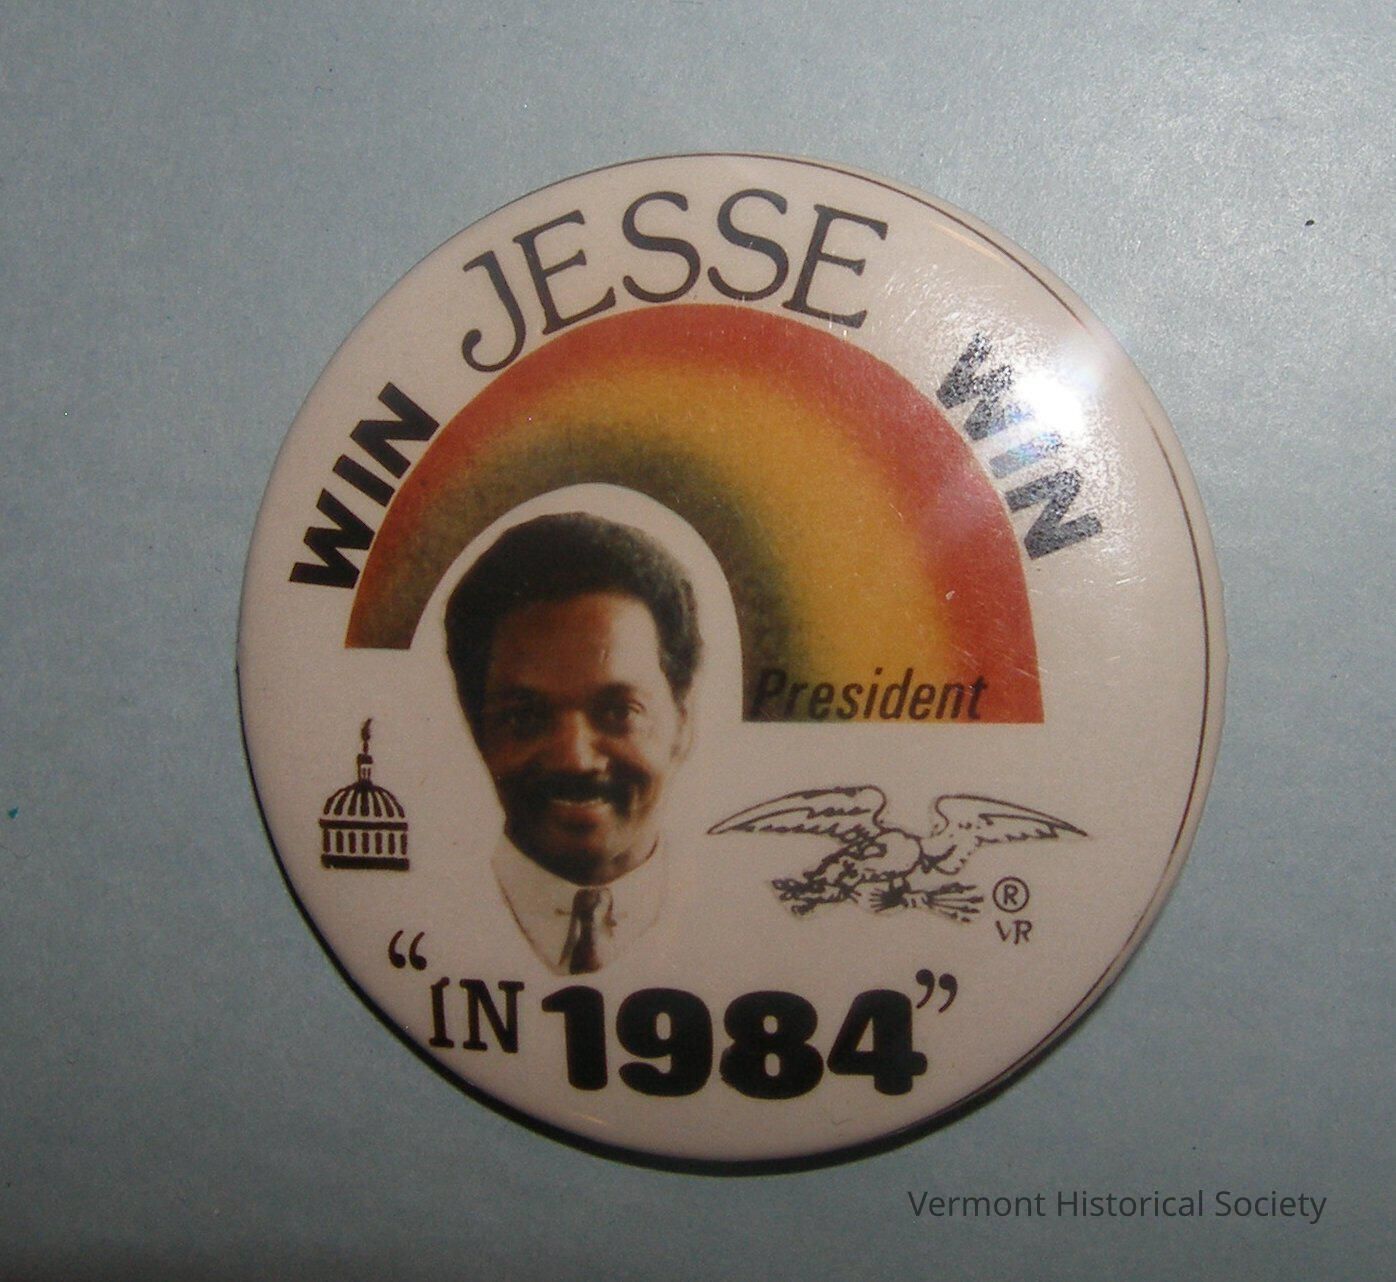 WIN JESSE WIN
President
®
VR
“IN 1984”
Vermont Historical Society